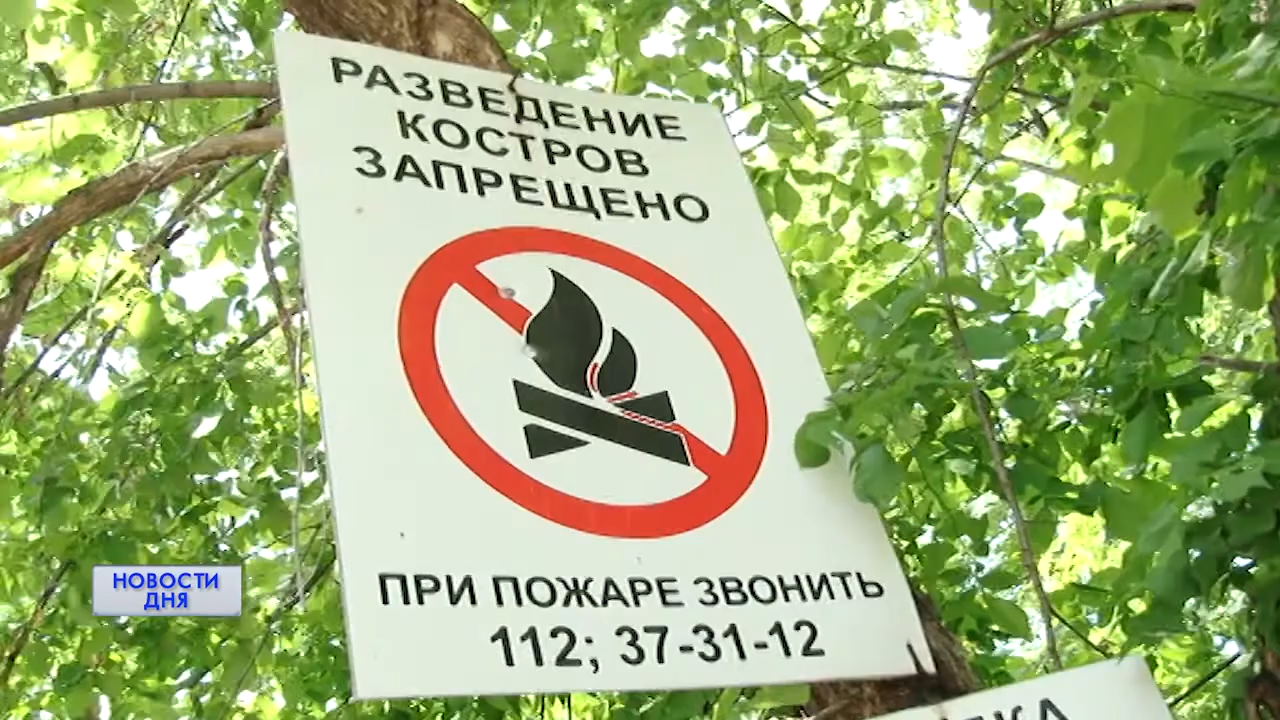 РАЗВЕДЕНИЕ
КОСТРОВ
ЗАПРЕЩЕНО
ПРИ ПОЖАРЕ ЗВОНИТЬ
112; 37-31-12
НОВОСТИ
ДНЯ